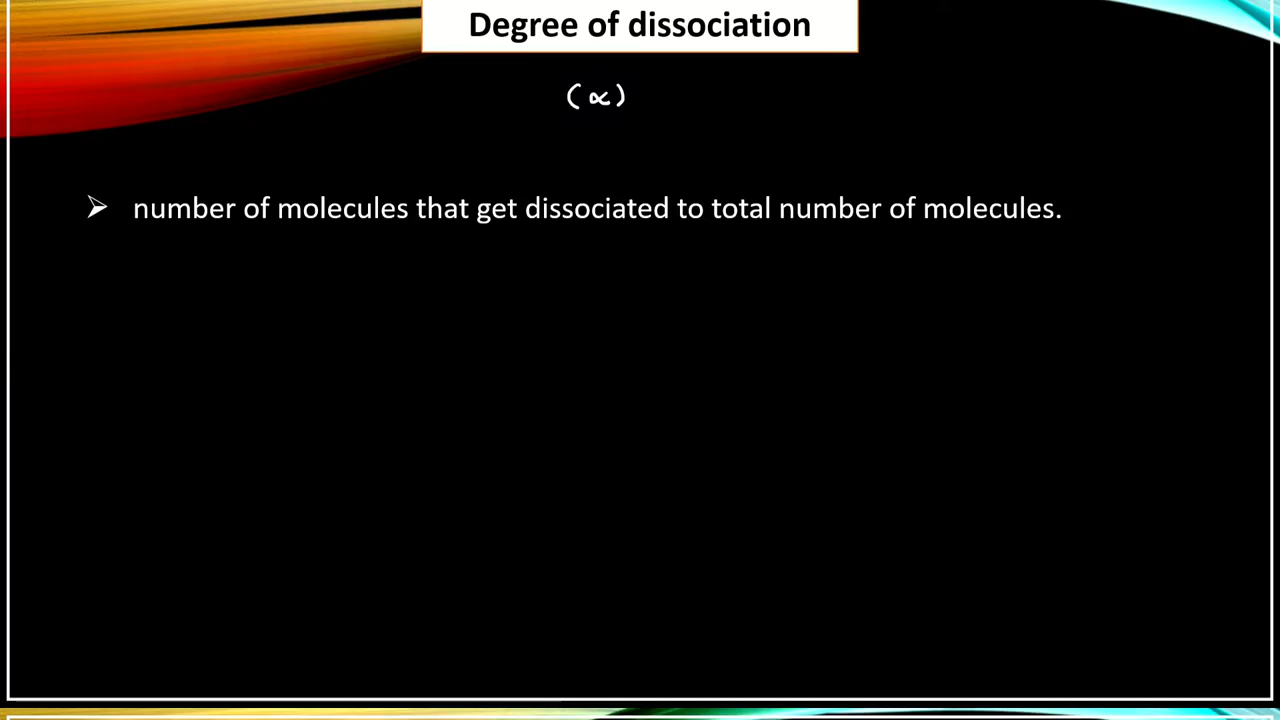 Degree of dissociation
(∝)
➢ number of molecules that get dissociated to total number of molecules.